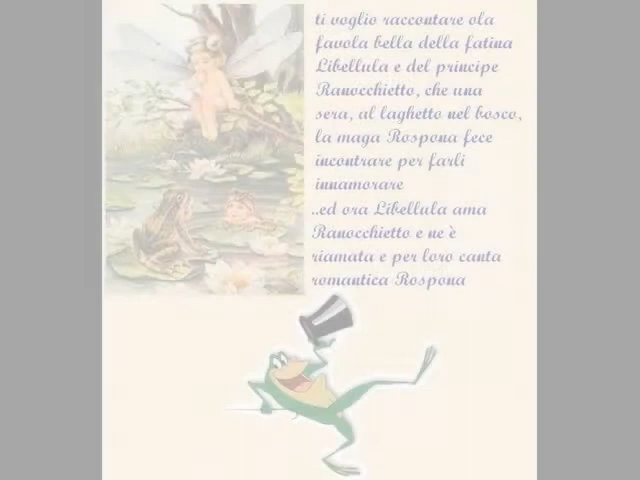 ti voglio raccontare ola
favola bella della fatina
Libellula e del principe
Ranocchietto, che una
sera, al laghetto nel bosco,
la maga Rospona fece
incontrare per farli
innamorare
..ed ora Libellula ama
Ranocchietto e ne è
riamata e per loro canta
romantica Rospona